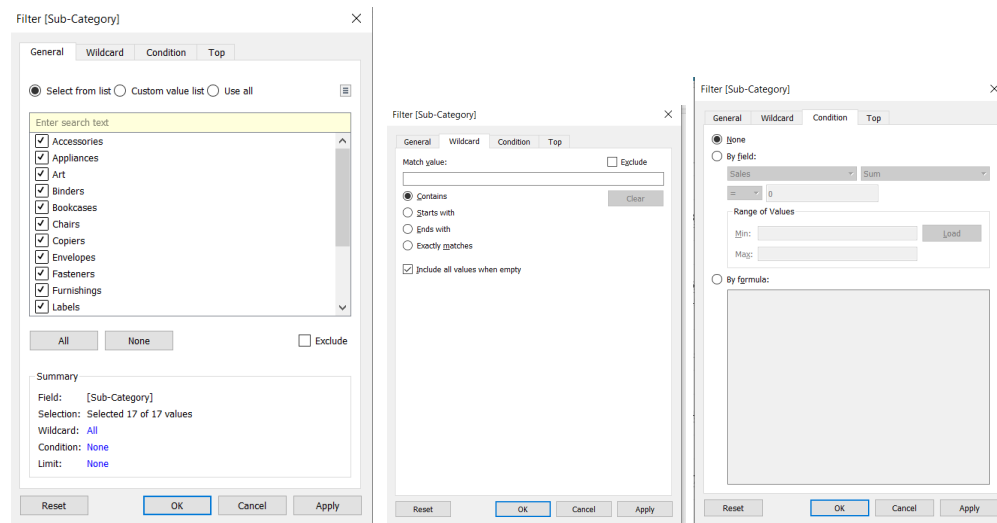 Filter [Sub-Category]
General Wildcard Condition Top
Select from list Custom value list Use all
Enter search text
Accessories
Appliances
Art
Binders
Bookcases
Chairs
Copiers
Envelopes
Fasteners
Furnishings
Labels
All None Exclude
Summary
Field: [Sub-Category]
Selection: Selected 17 of 17 values
Wildcard: All
Condition: None
Limit: None
Reset OK Cancel Apply
Filter [Sub-Category]
General Wildcard Condition Top
Match value: Exclude
Contains Clear
Starts with
Ends with
Exactly matches
Include all values when empty
Reset OK Cancel Apply
Filter [Sub-Category]
General Wildcard Condition Top
None
By field:
Sales Sum
= 0
Range of Values
Min: Load
Max:
By formula:
Reset OK Cancel Apply